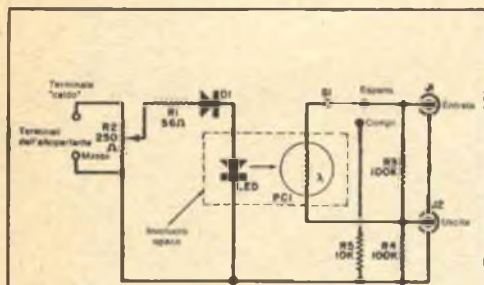 Terminale
"caldo"
Terminali
dell'altoparlante
Massa
R2
250
Ω
R1
56Ω
D1
LED
PC1
λ
Involucro
opaco
S1
Espans.
Compr.
R5
10K
R3
100K
R4
100K
J1
Entrata
J2
Uscita